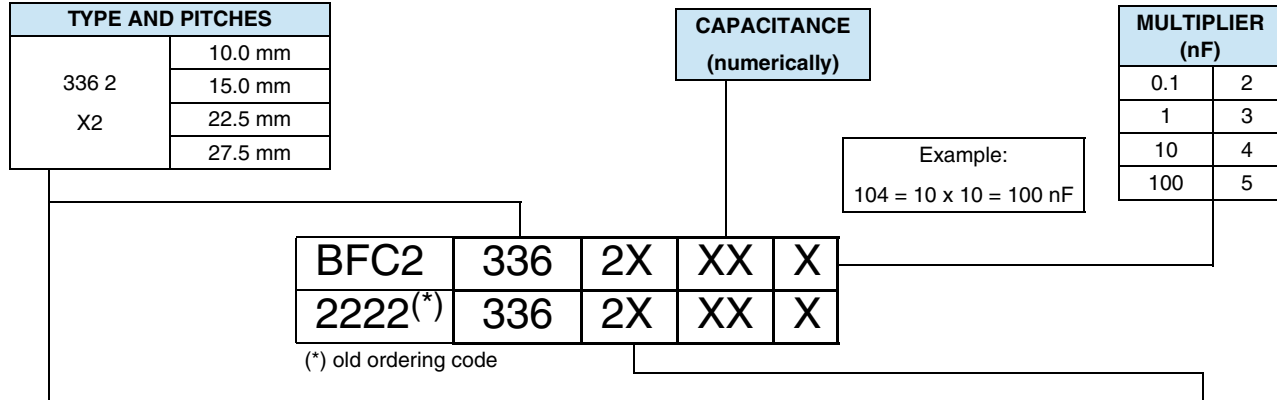 TYPE AND PITCHES
336 2
X2
10.0 mm
15.0 mm
22.5 mm
27.5 mm
CAPACITANCE
(numerically)
MULTIPLIER
(nF)
0.1 2
1 3
10 4
100 5
Example:
104 = 10 x 10 = 100 nF
BFC2 336 2X XX X
2222(*) 336 2X XX X
(*) old ordering code